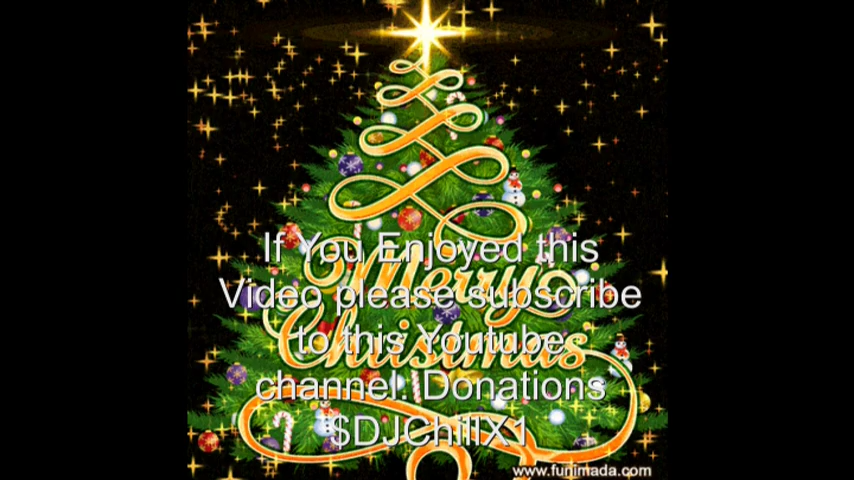 If You Enjoyed this
Video please subscribe
to this Youtube
channel. Donations
$DJChillX1
Merry
Christmas
www.funimada.com